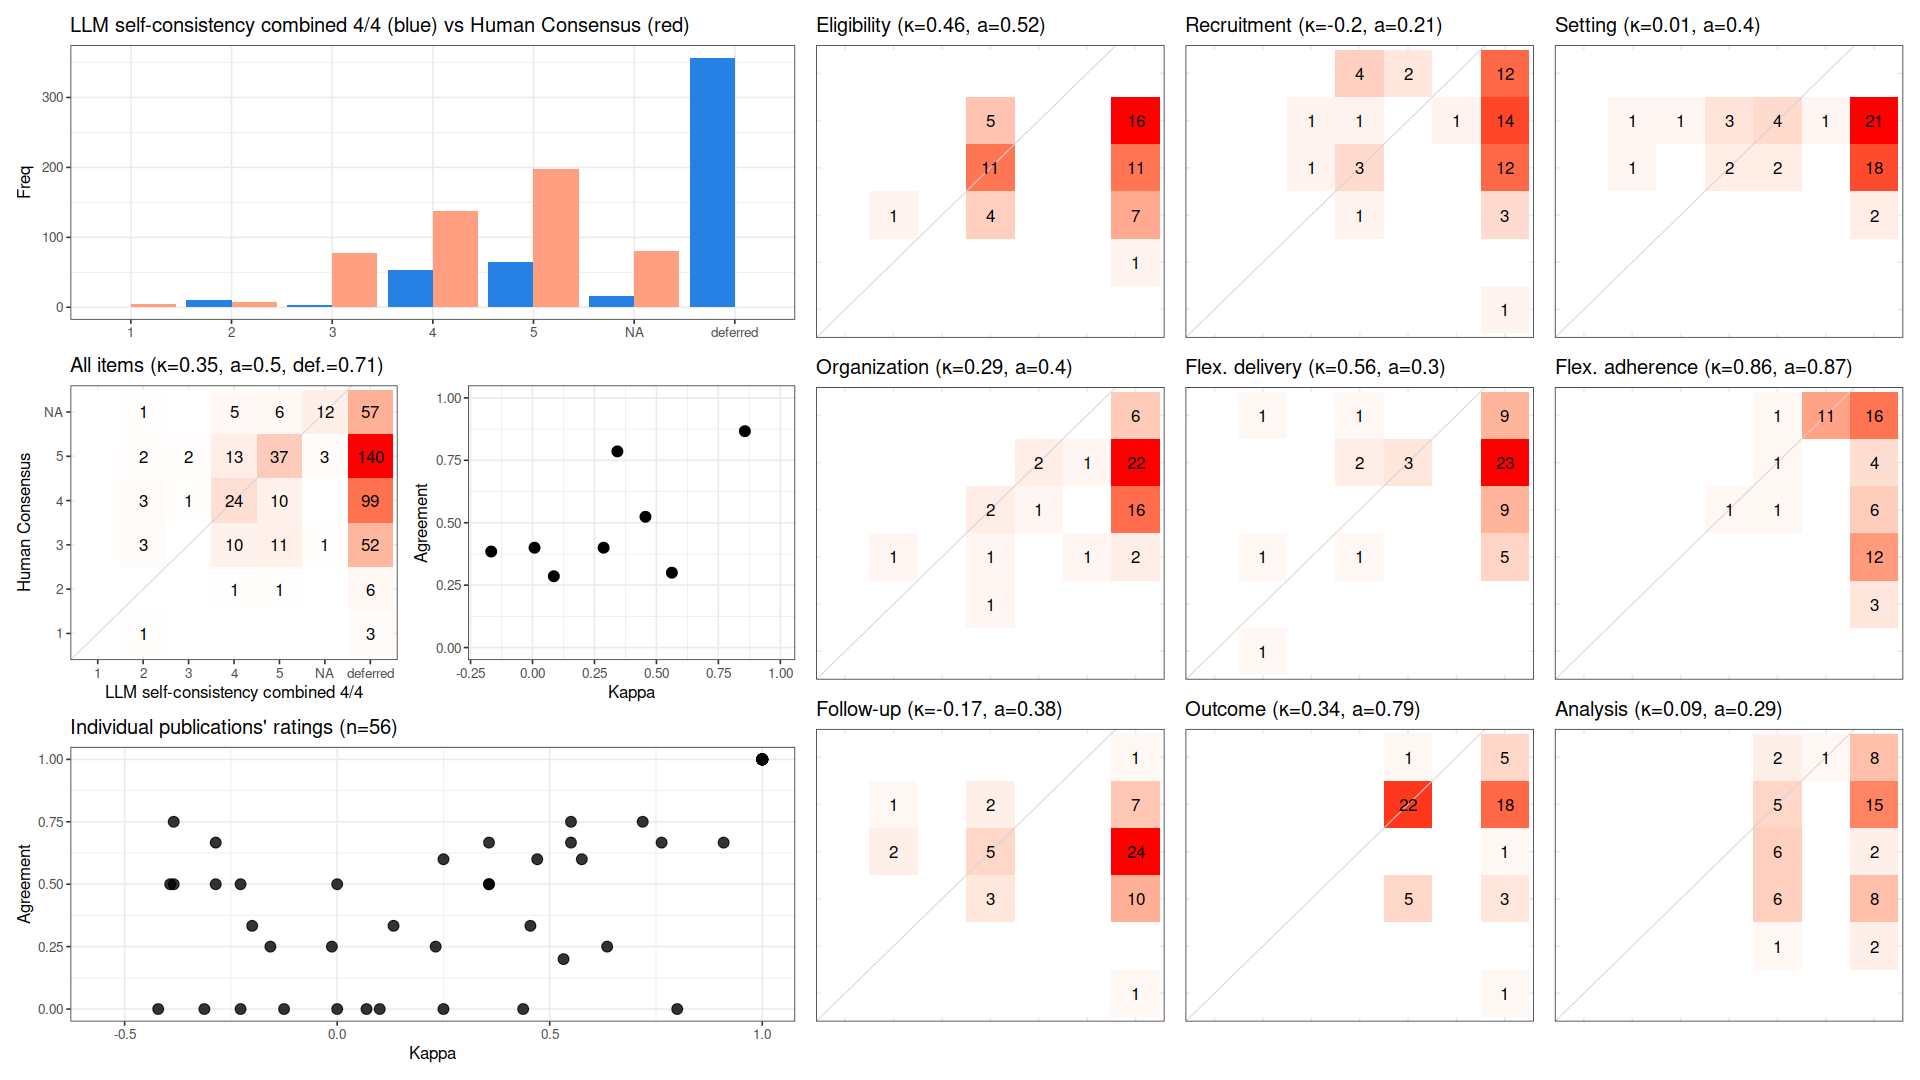 LLM self-consistency combined 4/4 (blue) vs Human Consensus (red)
Freq
300
200
100
0
1 2 3 4 5 NA deferred
All items (κ=0.35, a=0.5, def.=0.71)
Human Consensus
NA 1 5 6 12 57
5 2 2 13 37 3 140
4 3 1 24 10 99
3 3 10 11 1 52
2 1 1 6
1 1 3
1 2 3 4 5 NA deferred
LLM self-consistency combined 4/4
Agreement
1.00
0.75
0.50
0.25
0.00
-0.25 0.00 0.25 0.50 0.75 1.00
Kappa
Individual publications' ratings (n=56)
Agreement
1.00
0.75
0.50
0.25
0.00
-0.5 0.0 0.5 1.0
Kappa
Eligibility (κ=0.46, a=0.52)
5 16
11 11
1 4 7
1
Recruitment (κ=-0.2, a=0.21)
4 2 12
1 1 1 14
1 3 12
1 3
1
Setting (κ=0.01, a=0.4)
1 1 3 4 1 21
1 2 2 18
2
Organization (κ=0.29, a=0.4)
6
2 1 22
2 1 16
1 1 1 2
1
Flex. delivery (κ=0.56, a=0.3)
1 1 9
2 3 23
9
1 1 5
1
Flex. adherence (κ=0.86, a=0.87)
1 11 16
1 4
1 1 6
12
3
Follow-up (κ=-0.17, a=0.38)
1
1 2 7
2 5 24
3 10
1
Outcome (κ=0.34, a=0.79)
1 5
22 18
1
5 3
1
Analysis (κ=0.09, a=0.29)
2 1 8
5 15
6 2
6 8
1 2